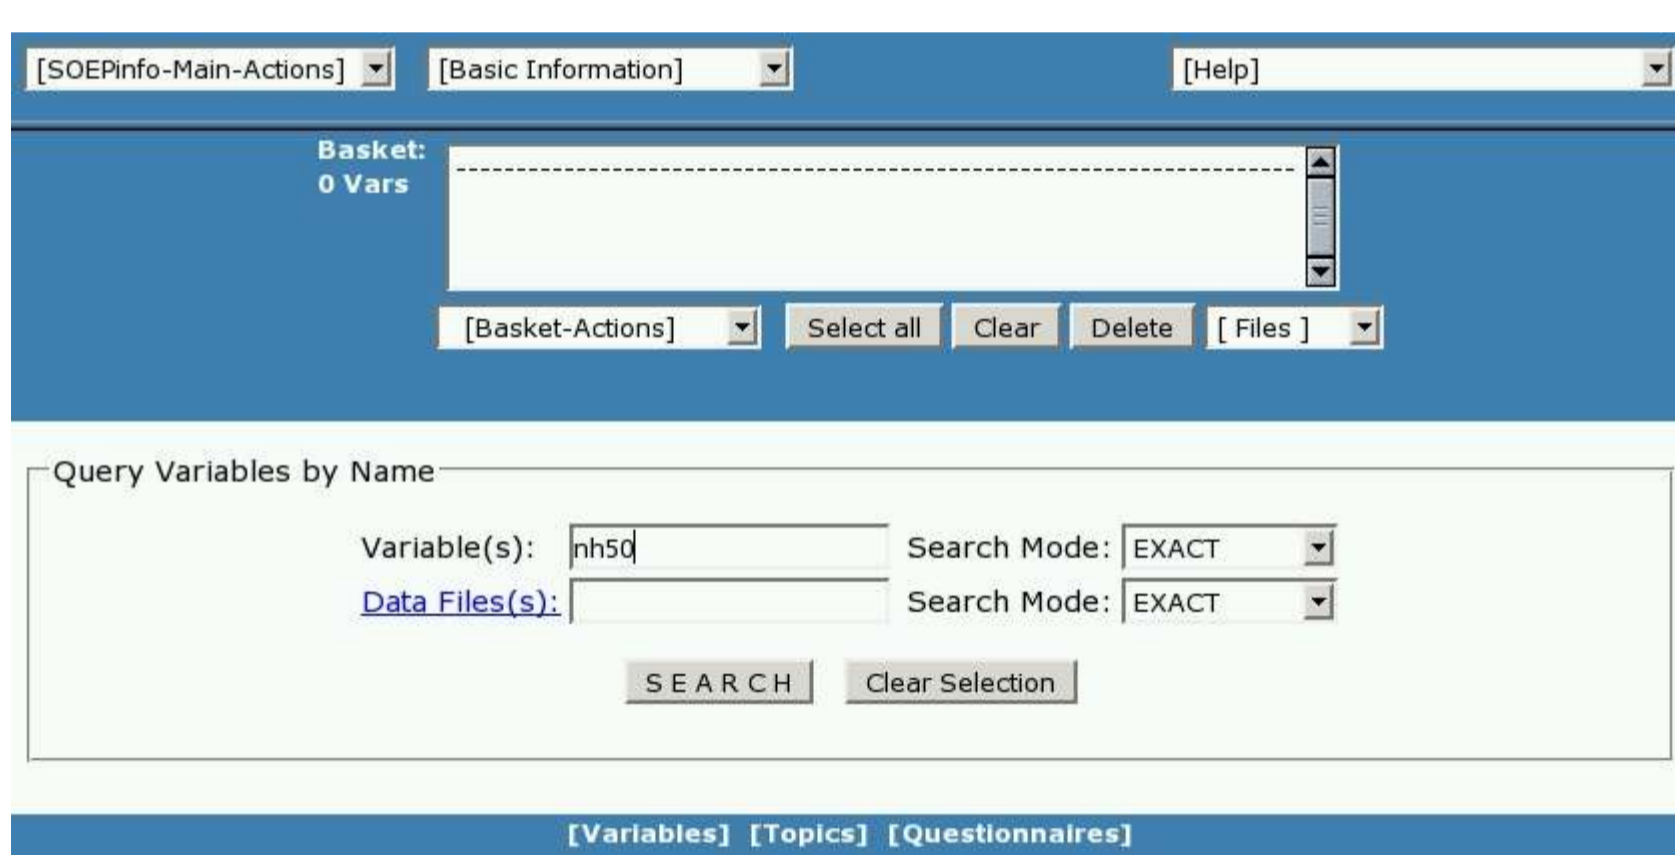 [SOEPinfo-Main-Actions] [Basic Information] [Help]
Basket:
0 Vars
[Basket-Actions] Select all Clear Delete [ Files ]
Query Variables by Name
Variable(s): nh50 Search Mode: EXACT
Data Files(s): Search Mode: EXACT
S E A R C H Clear Selection
[Variables] [Topics] [Questionnaires]